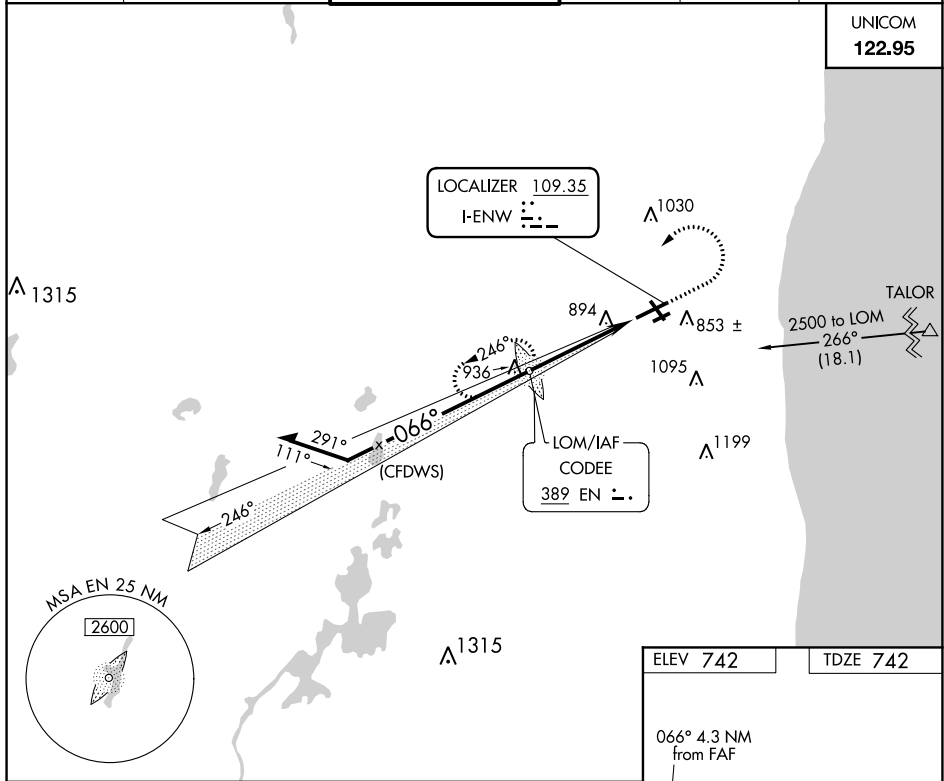 UNICOM
122.95
LOCALIZER 109.35
I-ENW
1030
1315
894
853 ±
TALOR
2500 to LOM
266°
(18.1)
246°
936
1095
066°
LOM/IAF
CODEE
389 EN
1199
291°
111°
x
(CFDWS)
246°
MSA EN 25 NM
2600
1315
ELEV 742
TDZE 742
066° 4.3 NM
from FAF